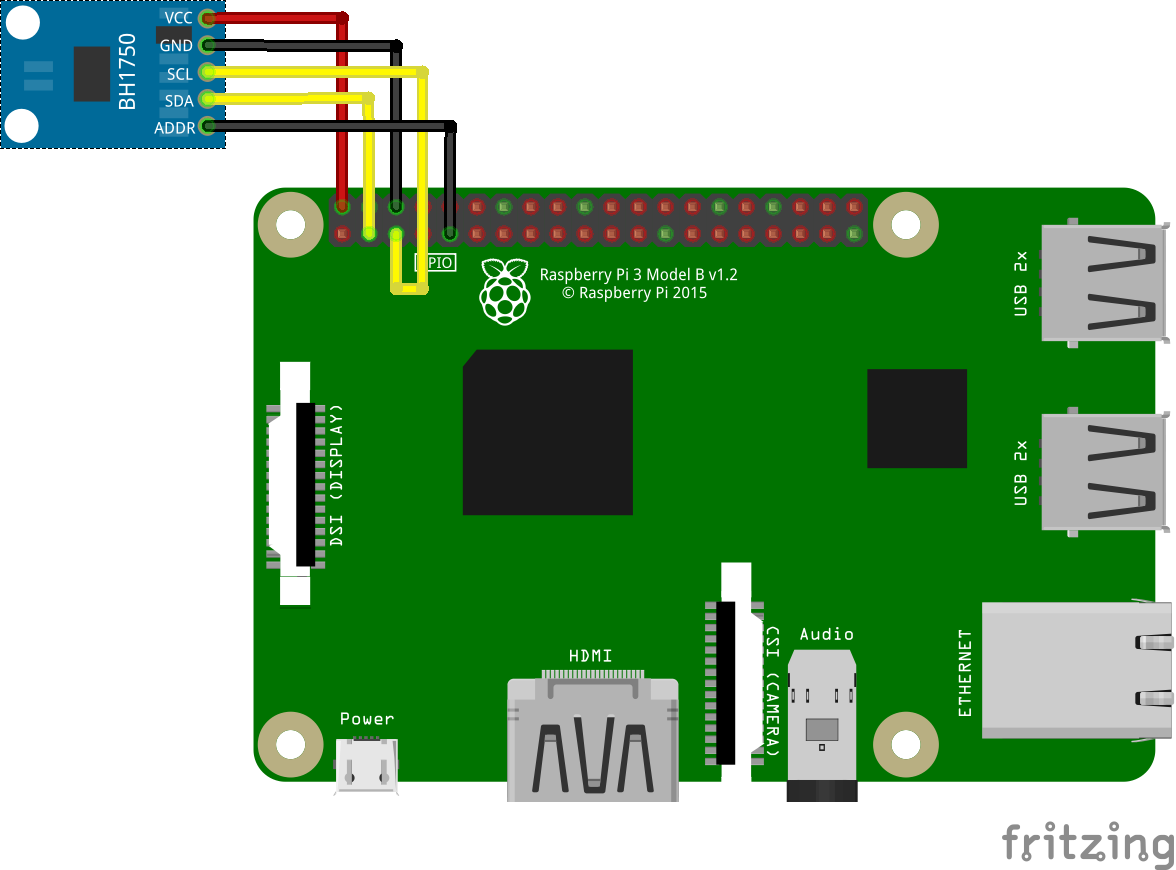 VCC
GND
SCL
SDA
ADDR
BH1750
GPIO
Raspberry Pi 3 Model B v1.2
© Raspberry Pi 2015
USB 2x
USB 2x
DSI (DISPLAY)
HDMI
CSI (CAMERA)
Audio
ETHERNET
Power
fritzing